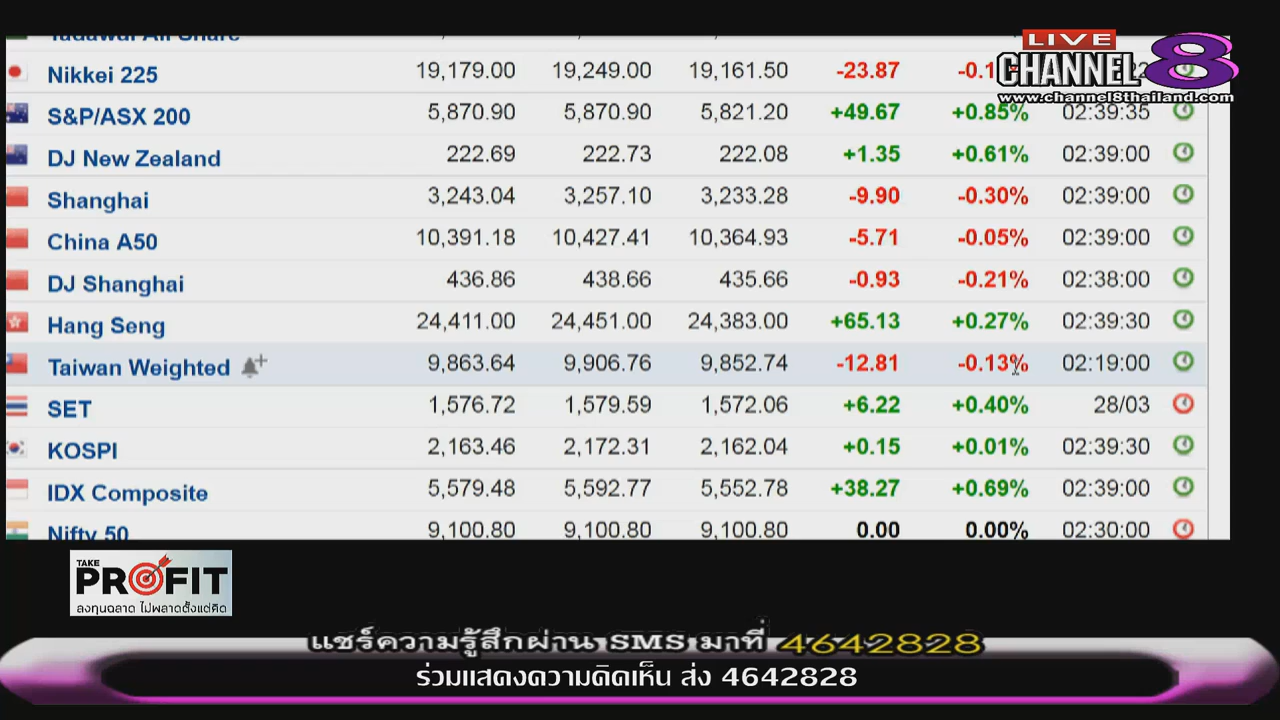 Tadawul All Share
LIVE
CHANNEL 8
www.channel8thailand.com
Nikkei 225 19,179.00 19,249.00 19,161.50 -23.87
S&P/ASX 200 5,870.90 5,870.90 5,821.20 +49.67 +0.85% 02:39:35
DJ New Zealand 222.69 222.73 222.08 +1.35 +0.61% 02:39:00
Shanghai 3,243.04 3,257.10 3,233.28 -9.90 -0.30% 02:39:00
China A50 10,391.18 10,427.41 10,364.93 -5.71 -0.05% 02:39:00
DJ Shanghai 436.86 438.66 435.66 -0.93 -0.21% 02:38:00
Hang Seng 24,411.00 24,451.00 24,383.00 +65.13 +0.27% 02:39:30
Taiwan Weighted 9,863.64 9,906.76 9,852.74 -12.81 -0.13% 02:19:00
SET 1,576.72 1,579.59 1,572.06 +6.22 +0.40% 28/03
KOSPI 2,163.46 2,172.31 2,162.04 +0.15 +0.01% 02:39:30
IDX Composite 5,579.48 5,592.77 5,552.78 +38.27 +0.69% 02:39:00
Nifty 50 9,100.80 9,100.80 9,100.80 0.00 0.00% 02:30:00
TAKE
PROFIT
ลงทุนฉลาด ไม่พลาดตั้งแต่คิด
แชร์ความรู้สึกผ่าน SMS มาที่ 4642828
ร่วมแสดงความคิดเห็น ส่ง 4642828